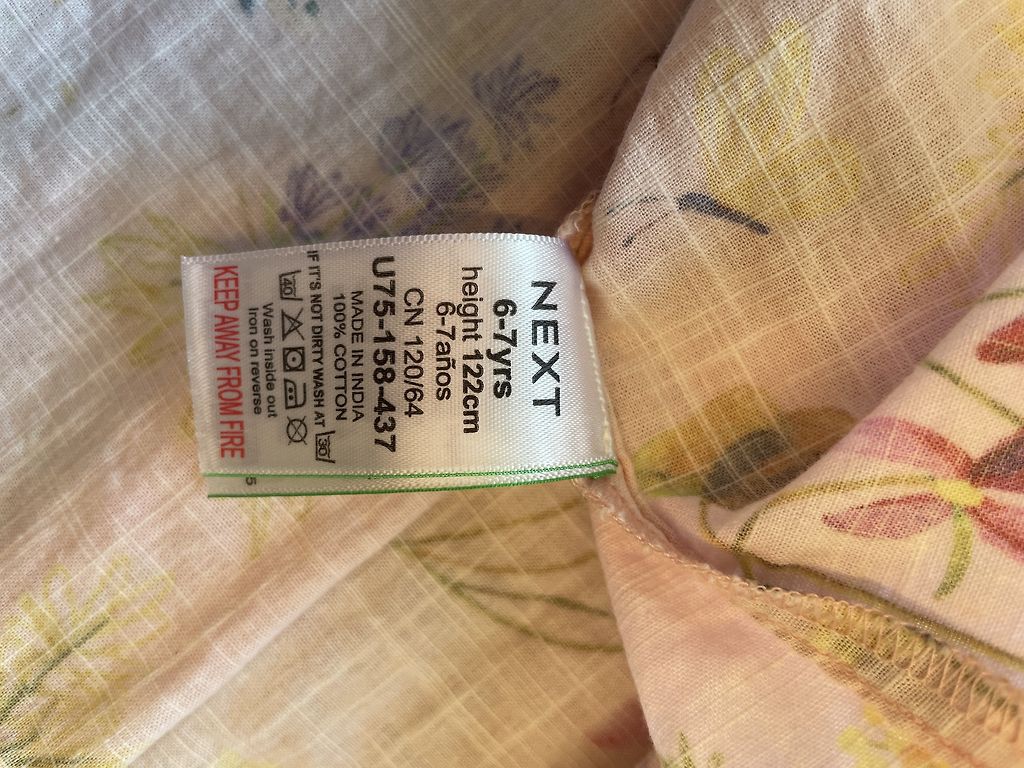 NEXT
6-7yrs
height 122cm
6-7años
CN 120/64
U75-158-437
MADE IN INDIA
100% COTTON
IF IT'S NOT DIRTY WASH AT 30
40
Wash inside out
Iron on reverse
KEEP AWAY FROM FIRE
5